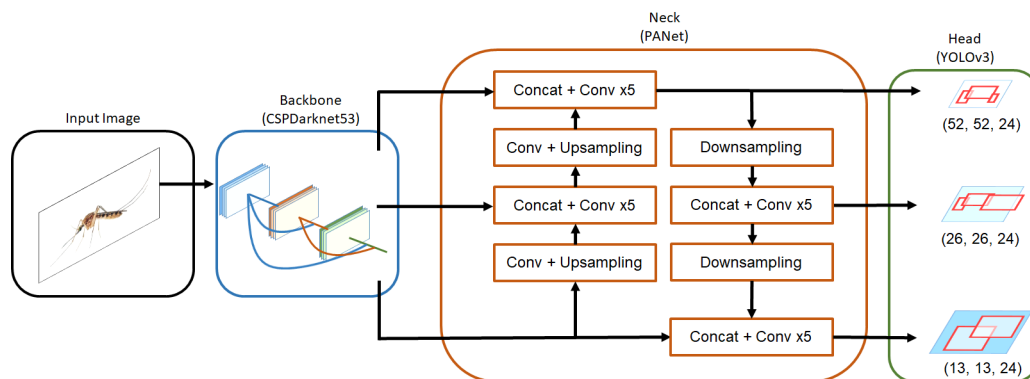 Input Image
Backbone
(CSPDarknet53)
Neck
(PANet)
Concat + Conv x5
Conv + Upsampling
Concat + Conv x5
Conv + Upsampling
Downsampling
Concat + Conv x5
Downsampling
Concat + Conv x5
Head
(YOLOv3)
(52, 52, 24)
(26, 26, 24)
(13, 13, 24)